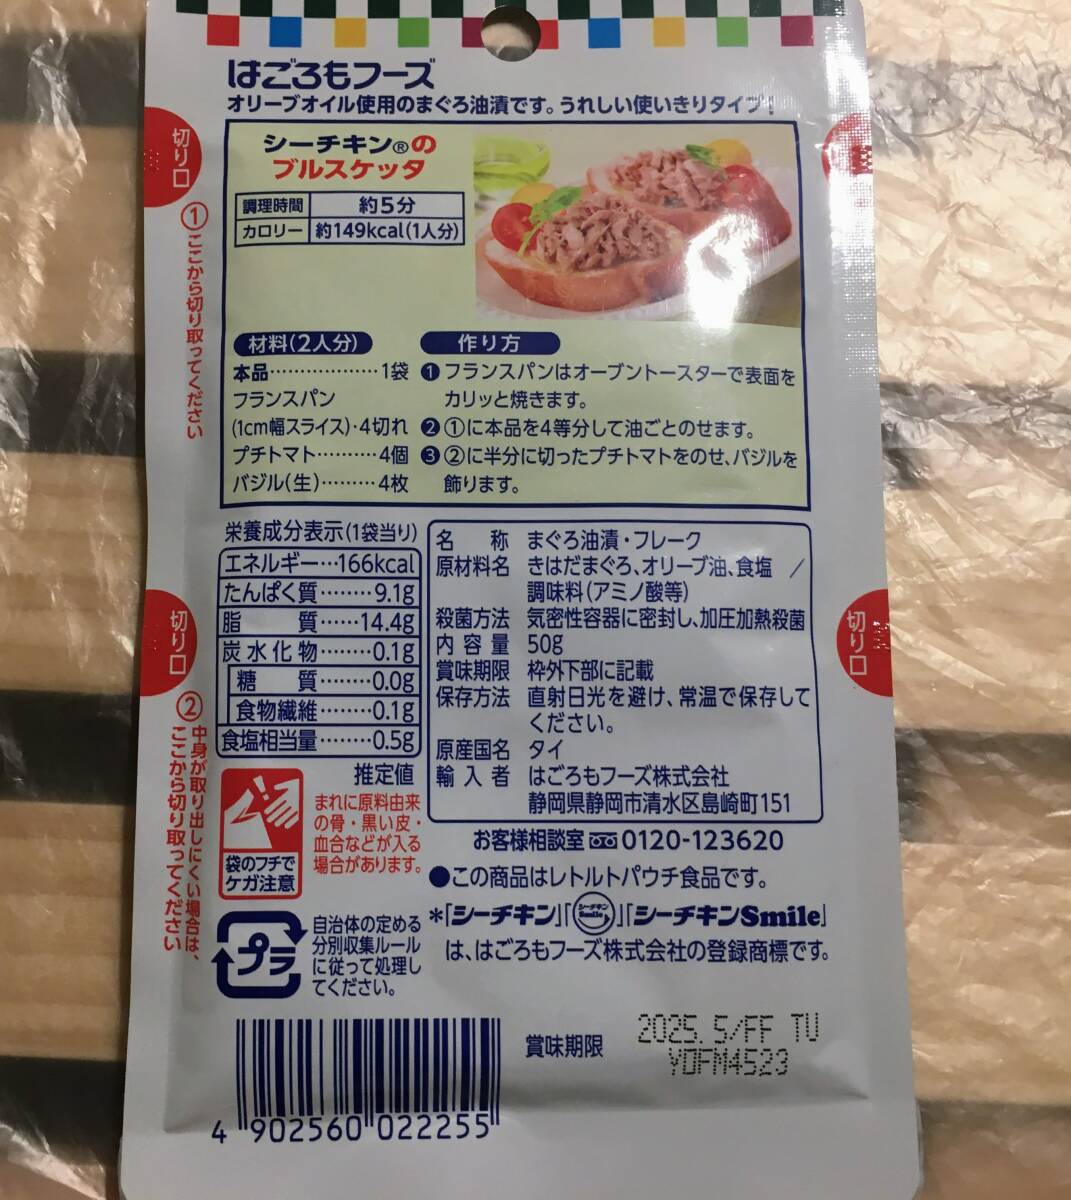 はごろもフーズ
オリーブオイル使用のまぐろ油漬です。うれしい使いきりタイプ!
シーチキン®の
ブルスケッタ
調理時間 約5分
カロリー 約149kcal(1人分)
材料(2人分)
本品………………1袋
フランスパン
(1cm幅スライス)・4切れ
プチトマト………4個
バジル(生)………4枚
作り方
❶ フランスパンはオーブントースターで表面を
カリッと焼きます。
❷ ①に本品を4等分して油ごとのせます。
❸ ②に半分に切ったプチトマトをのせ、バジルを
飾ります。
切り口
①ここから切り取ってください
切り口
②中身が取り出しにくい場合は、
ここから切り取ってください
切り口
栄養成分表示(1袋当り)
エネルギー…166kcal
たんぱく質………9.1g
脂質……14.4g
炭水化物………0.1g
糖質………0.0g
食物繊維………0.1g
食塩相当量………0.5g
推定値
名称 まぐろ油漬・フレーク
原材料名 きはだまぐろ、オリーブ油、食塩 /
調味料(アミノ酸等)
殺菌方法 気密性容器に密封し、加圧加熱殺菌
内容量 50g
賞味期限 枠外下部に記載
保存方法 直射日光を避け、常温で保存して
ください。
原産国名 タイ
輸入者 はごろもフーズ株式会社
静岡県静岡市清水区島崎町151
袋のフチで
ケガ注意
まれに原料由来
の骨・黒い皮・
血合などが入る
場合があります。
お客様相談室 0120-123620
●この商品はレトルトパウチ食品です。
*「シーチキン」「シーチキンSmile」「シーチキンSmile」
は、はごろもフーズ株式会社の登録商標です。
プラ
自治体の定める
分別収集ルール
に従って処理し
てください。
賞味期限
2025.5/FF TU
YOFM4523
4 902560 022255